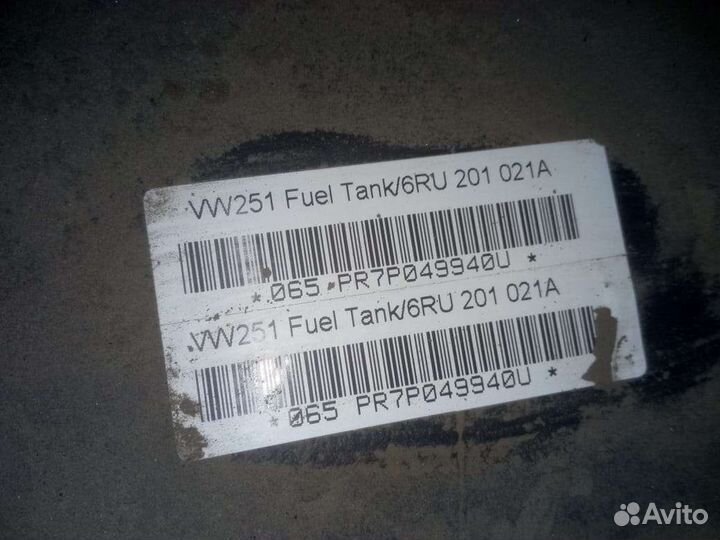 VW251 Fuel Tank/6RU 201 021A
* 065 PR7P049940U *
VW251 Fuel Tank/6RU 201 021A
* 065 PR7P049940U *
Avito